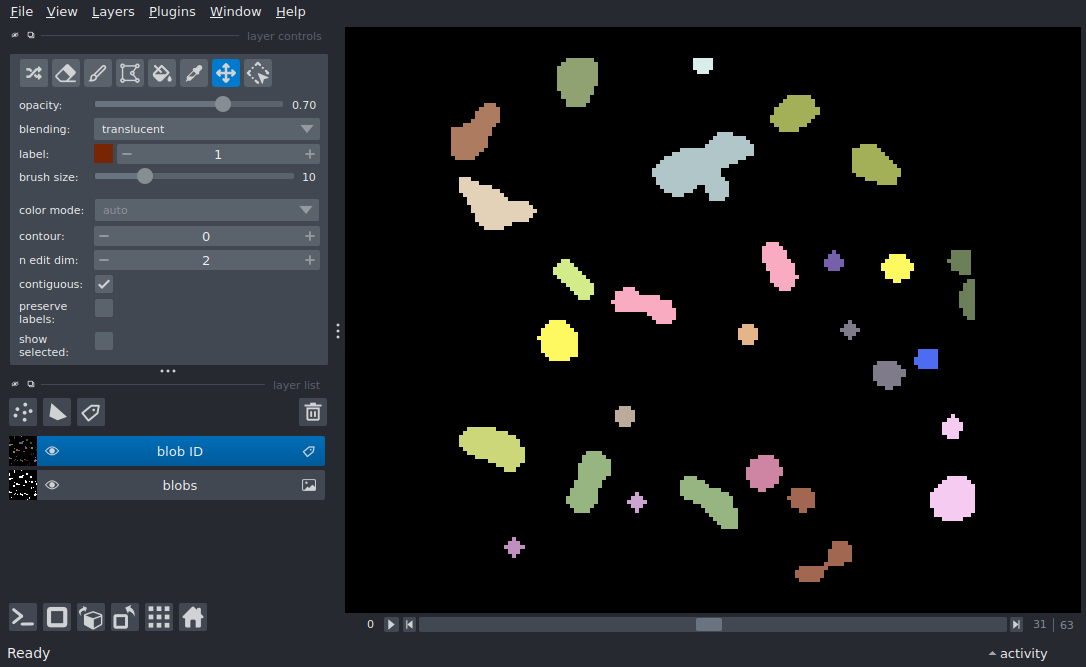 File View Layers Plugins Window Help
layer controls
opacity: 0.70
blending: translucent
label: 1
brush size: 10
color mode: auto
contour: 0
n edit dim: 2
contiguous:
preserve
labels:
show
selected:
layer list
blob ID
blobs
0 31 63
Ready activity